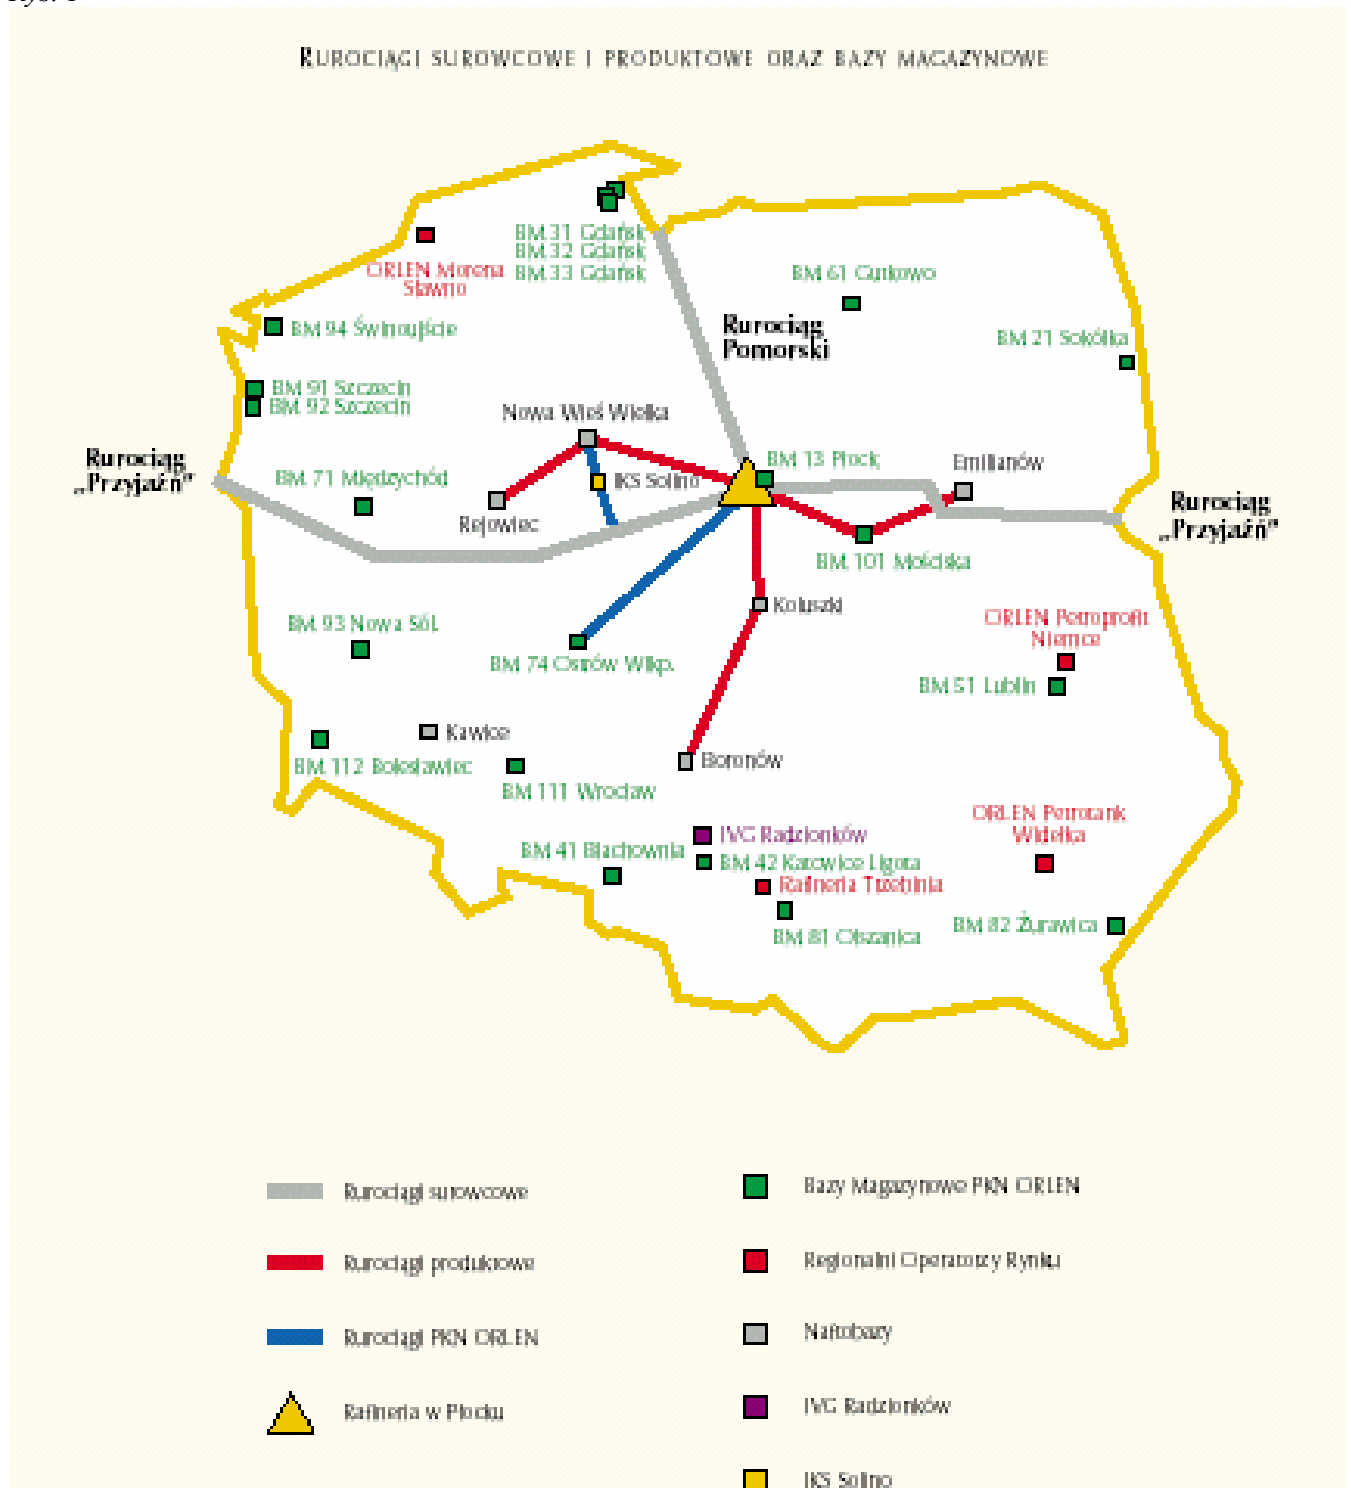 RUROCIĄGI SUROWCOWE I PRODUKTOWE ORAZ BAZY MAGAZYNOWE
BM 31 Gdańsk
BM 32 Gdańsk
BM 33 Gdańsk
ORLEN Morena
Sławno
BM 61 Gutkowo
BM 94 Świnoujście
Rurociąg
Pomorski
BM 21 Sokółka
BM 91 Szczecin
BM 92 Szczecin
Nowa Wieś Wielka
Rurociąg
„Przyjaźń”
BM 71 Międzychód
IKS Solino
BM 13 Płock
Emilianów
Rejowiec
Rurociąg
„Przyjaźń”
BM 101 Mościska
Koluszki
BM 93 Nowa Sól
BM 74 Ostrów Wlkp.
ORLEN Petroprofit
Niemce
BM 51 Lublin
Kawice
BM 112 Bolesławiec
BM 111 Wrocław
Boronów
ORLEN Petrotank
Widełka
IVG Radzionków
BM 41 Blachownia
BM 42 Katowice Ligota
Rafineria Trzebinia
BM 81 Olszanica
BM 82 Żurawica
Rurociągi surowcowe
Bazy Magazynowe PKN ORLEN
Rurociągi produktowe
Regionalni Operatorzy Rynku
Rurociągi PKN ORLEN
Naftobazy
Rafineria w Płocku
IVG Radzionków
IKS Solino